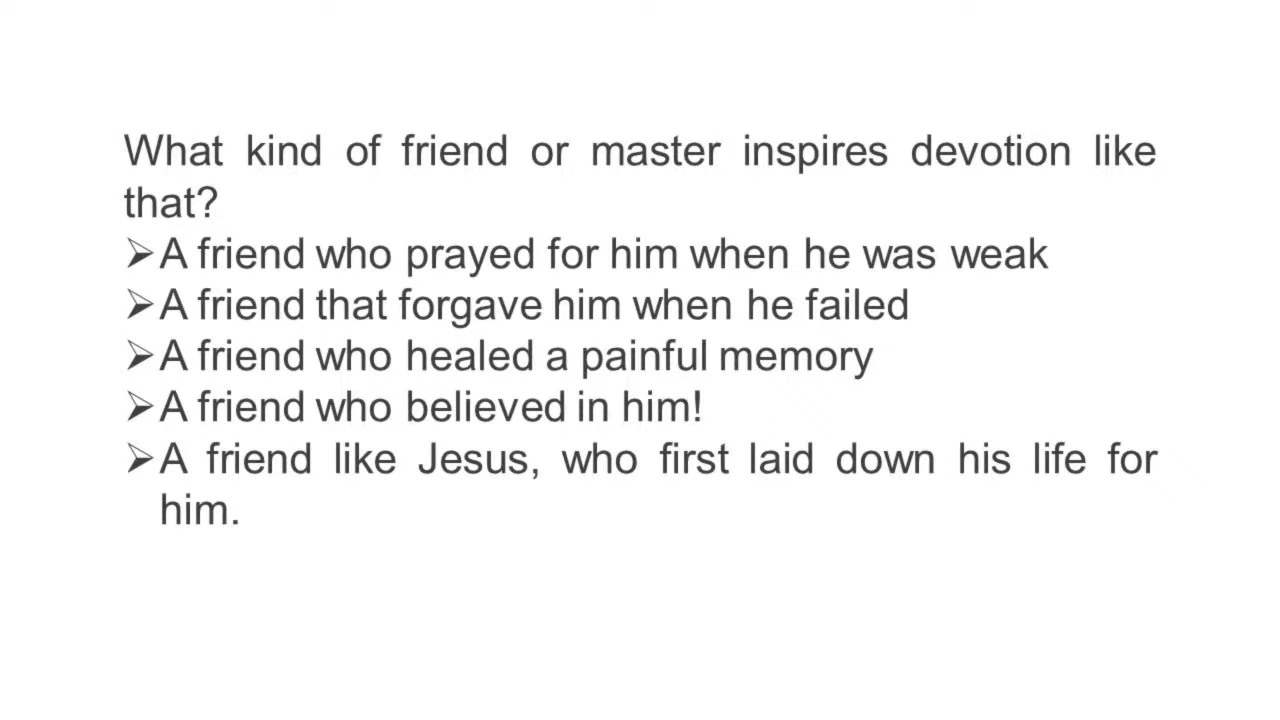 What kind of friend or master inspires devotion like
that?
➢A friend who prayed for him when he was weak
➢A friend that forgave him when he failed
➢A friend who healed a painful memory
➢A friend who believed in him!
➢A friend like Jesus, who first laid down his life for
him.